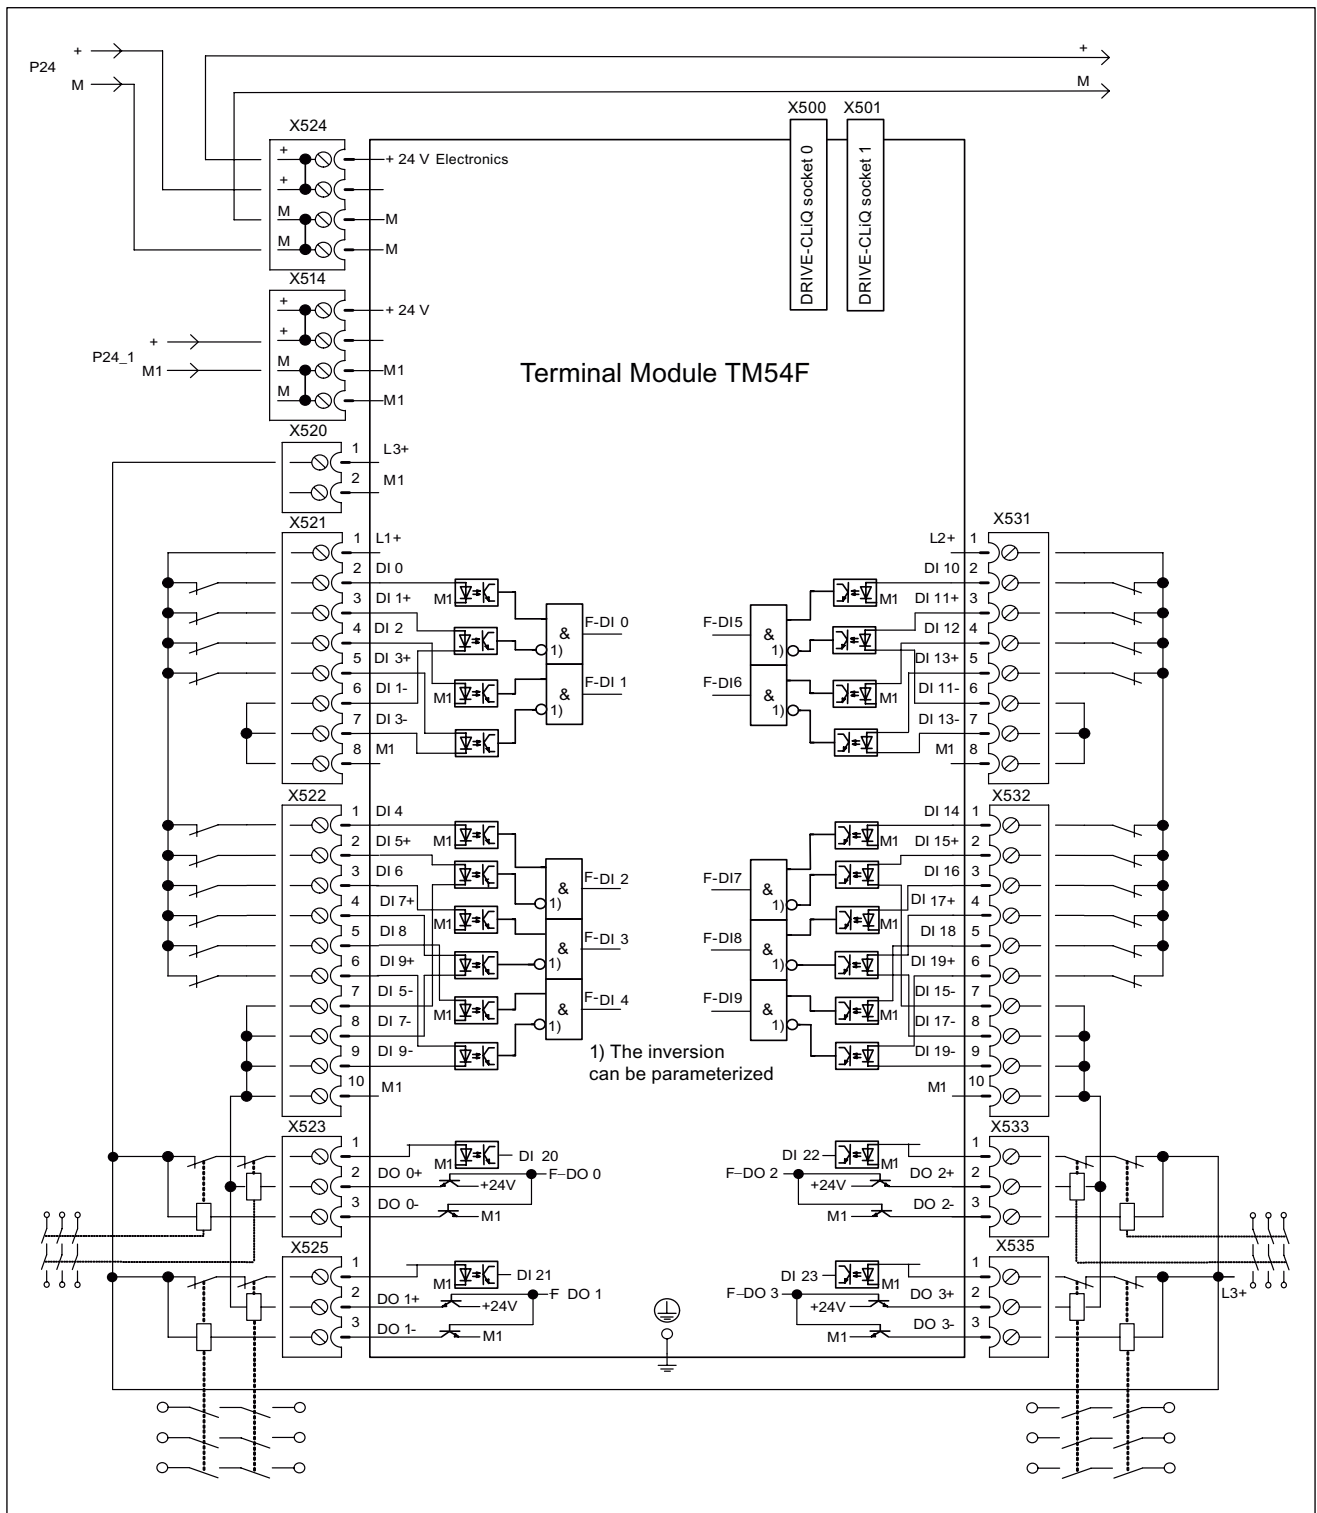 P24
+
M
+
M
X524
+
+
M
M
+ 24 V Electronics
M
M
X500 X501
DRIVE-CLiQ socket 0
DRIVE-CLiQ socket 1
X514
+
+
M
M
+ 24 V
M1
M1
P24_1
+
M1
Terminal Module TM54F
X520
1 L3+
2 M1
X521
1 L1+
2 DI 0
3 DI 1+
4 DI 2
5 DI 3+
6 DI 1-
7 DI 3-
8 M1
M1
M1
&
1)
F-DI 0
&
1)
F-DI 1
X531
L2+ 1
DI 10 2
DI 11+ 3
DI 12 4
DI 13+ 5
DI 11- 6
DI 13- 7
M1 8
M1
M1
F-DI5
&
1)
F-DI6
&
1)
X522
1 DI 4
2 DI 5+
3 DI 6
4 DI 7+
5 DI 8
6 DI 9+
7 DI 5-
8 DI 7-
9 DI 9-
10 M1
M1
M1
M1
&
1)
F-DI 2
&
1)
F-DI 3
&
1)
F-DI 4
X532
DI 14 1
DI 15+ 2
DI 16 3
DI 17+ 4
DI 18 5
DI 19+ 6
DI 15- 7
DI 17- 8
DI 19- 9
M1 10
M1
M1
M1
F-DI7
&
1)
F-DI8
&
1)
F-DI9
&
1)
1) The inversion
can be parameterized
X523
1
2 DO 0+
3 DO 0-
M1
DI 20
F-DO 0
+24V
M1
X533
1
DO 2+ 2
DO 2- 3
M1
DI 22
F-DO 2
+24V
M1
X525
1
2 DO 1+
3 DO 1-
M1
DI 21
F DO 1
+24V
M1
X535
1
DO 3+ 2
DO 3- 3
M1
DI 23
F-DO 3
+24V
M1
L3+